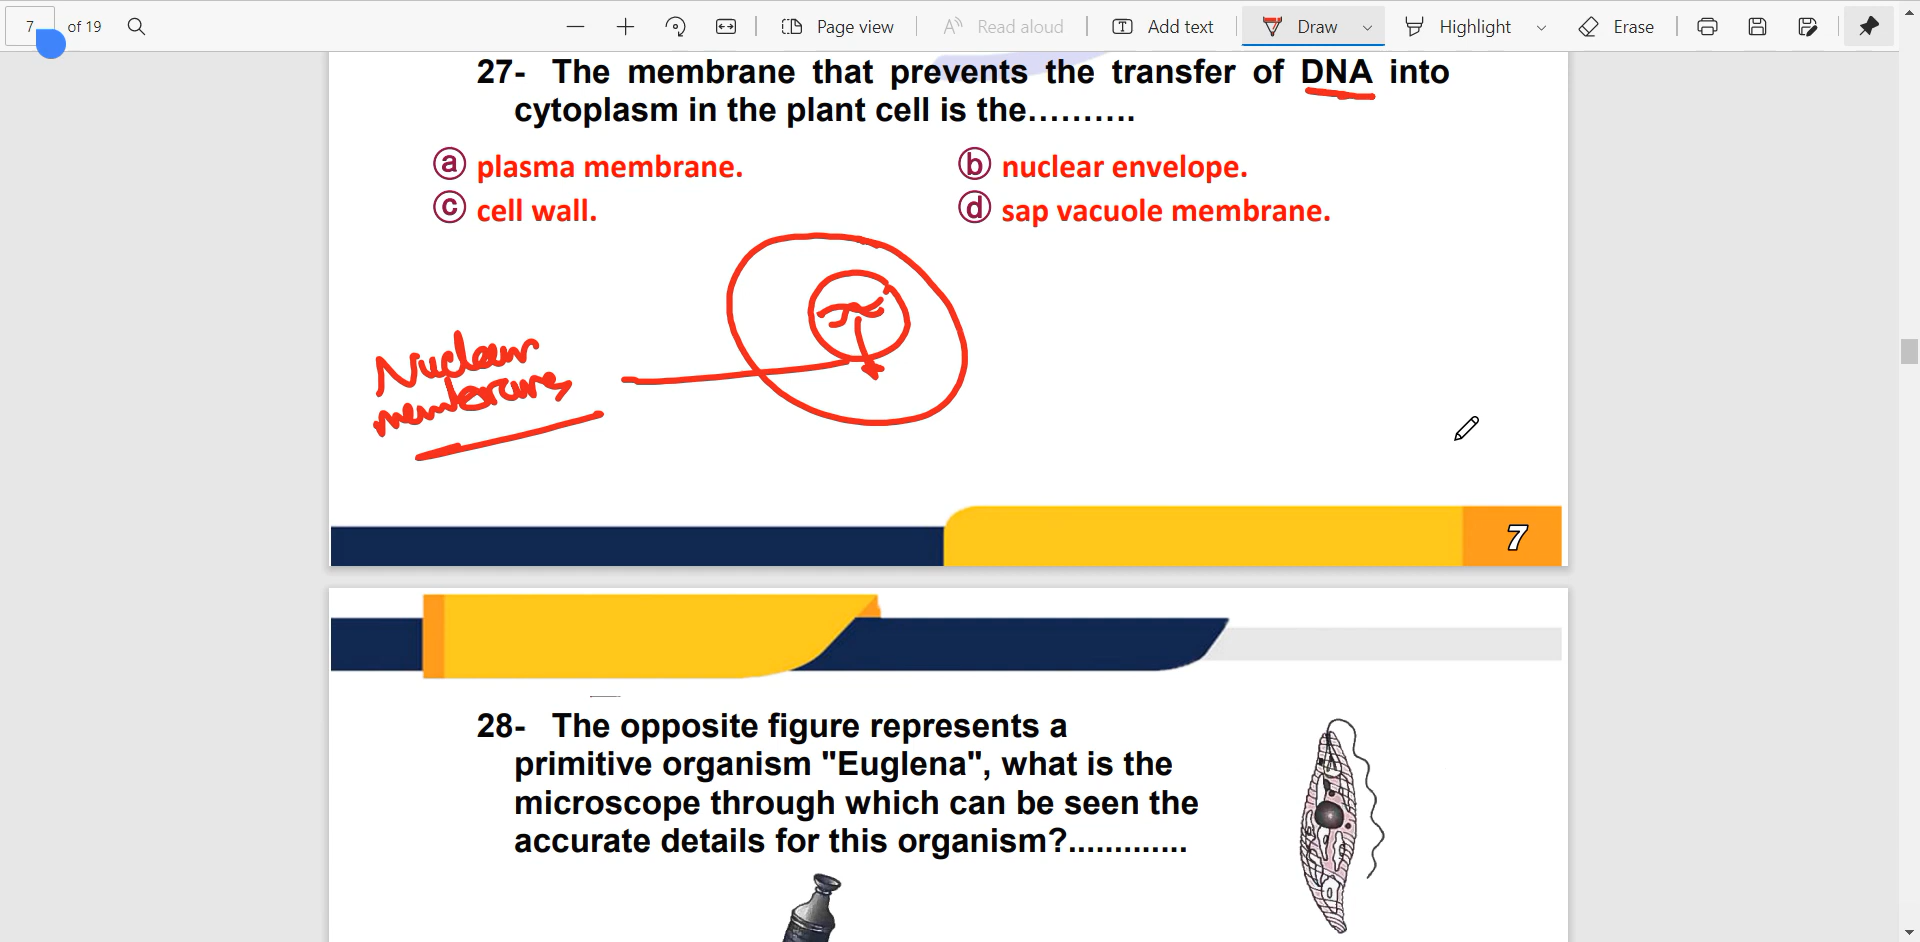 7 of 19 Page view Read aloud Add text Draw Highlight Erase
27- The membrane that prevents the transfer of DNA into
cytoplasm in the plant cell is the..........
a plasma membrane. b nuclear envelope.
c cell wall. d sap vacuole membrane.
Nuclear
membrane
7
28- The opposite figure represents a
primitive organism "Euglena", what is the
microscope through which can be seen the
accurate details for this organism?.............